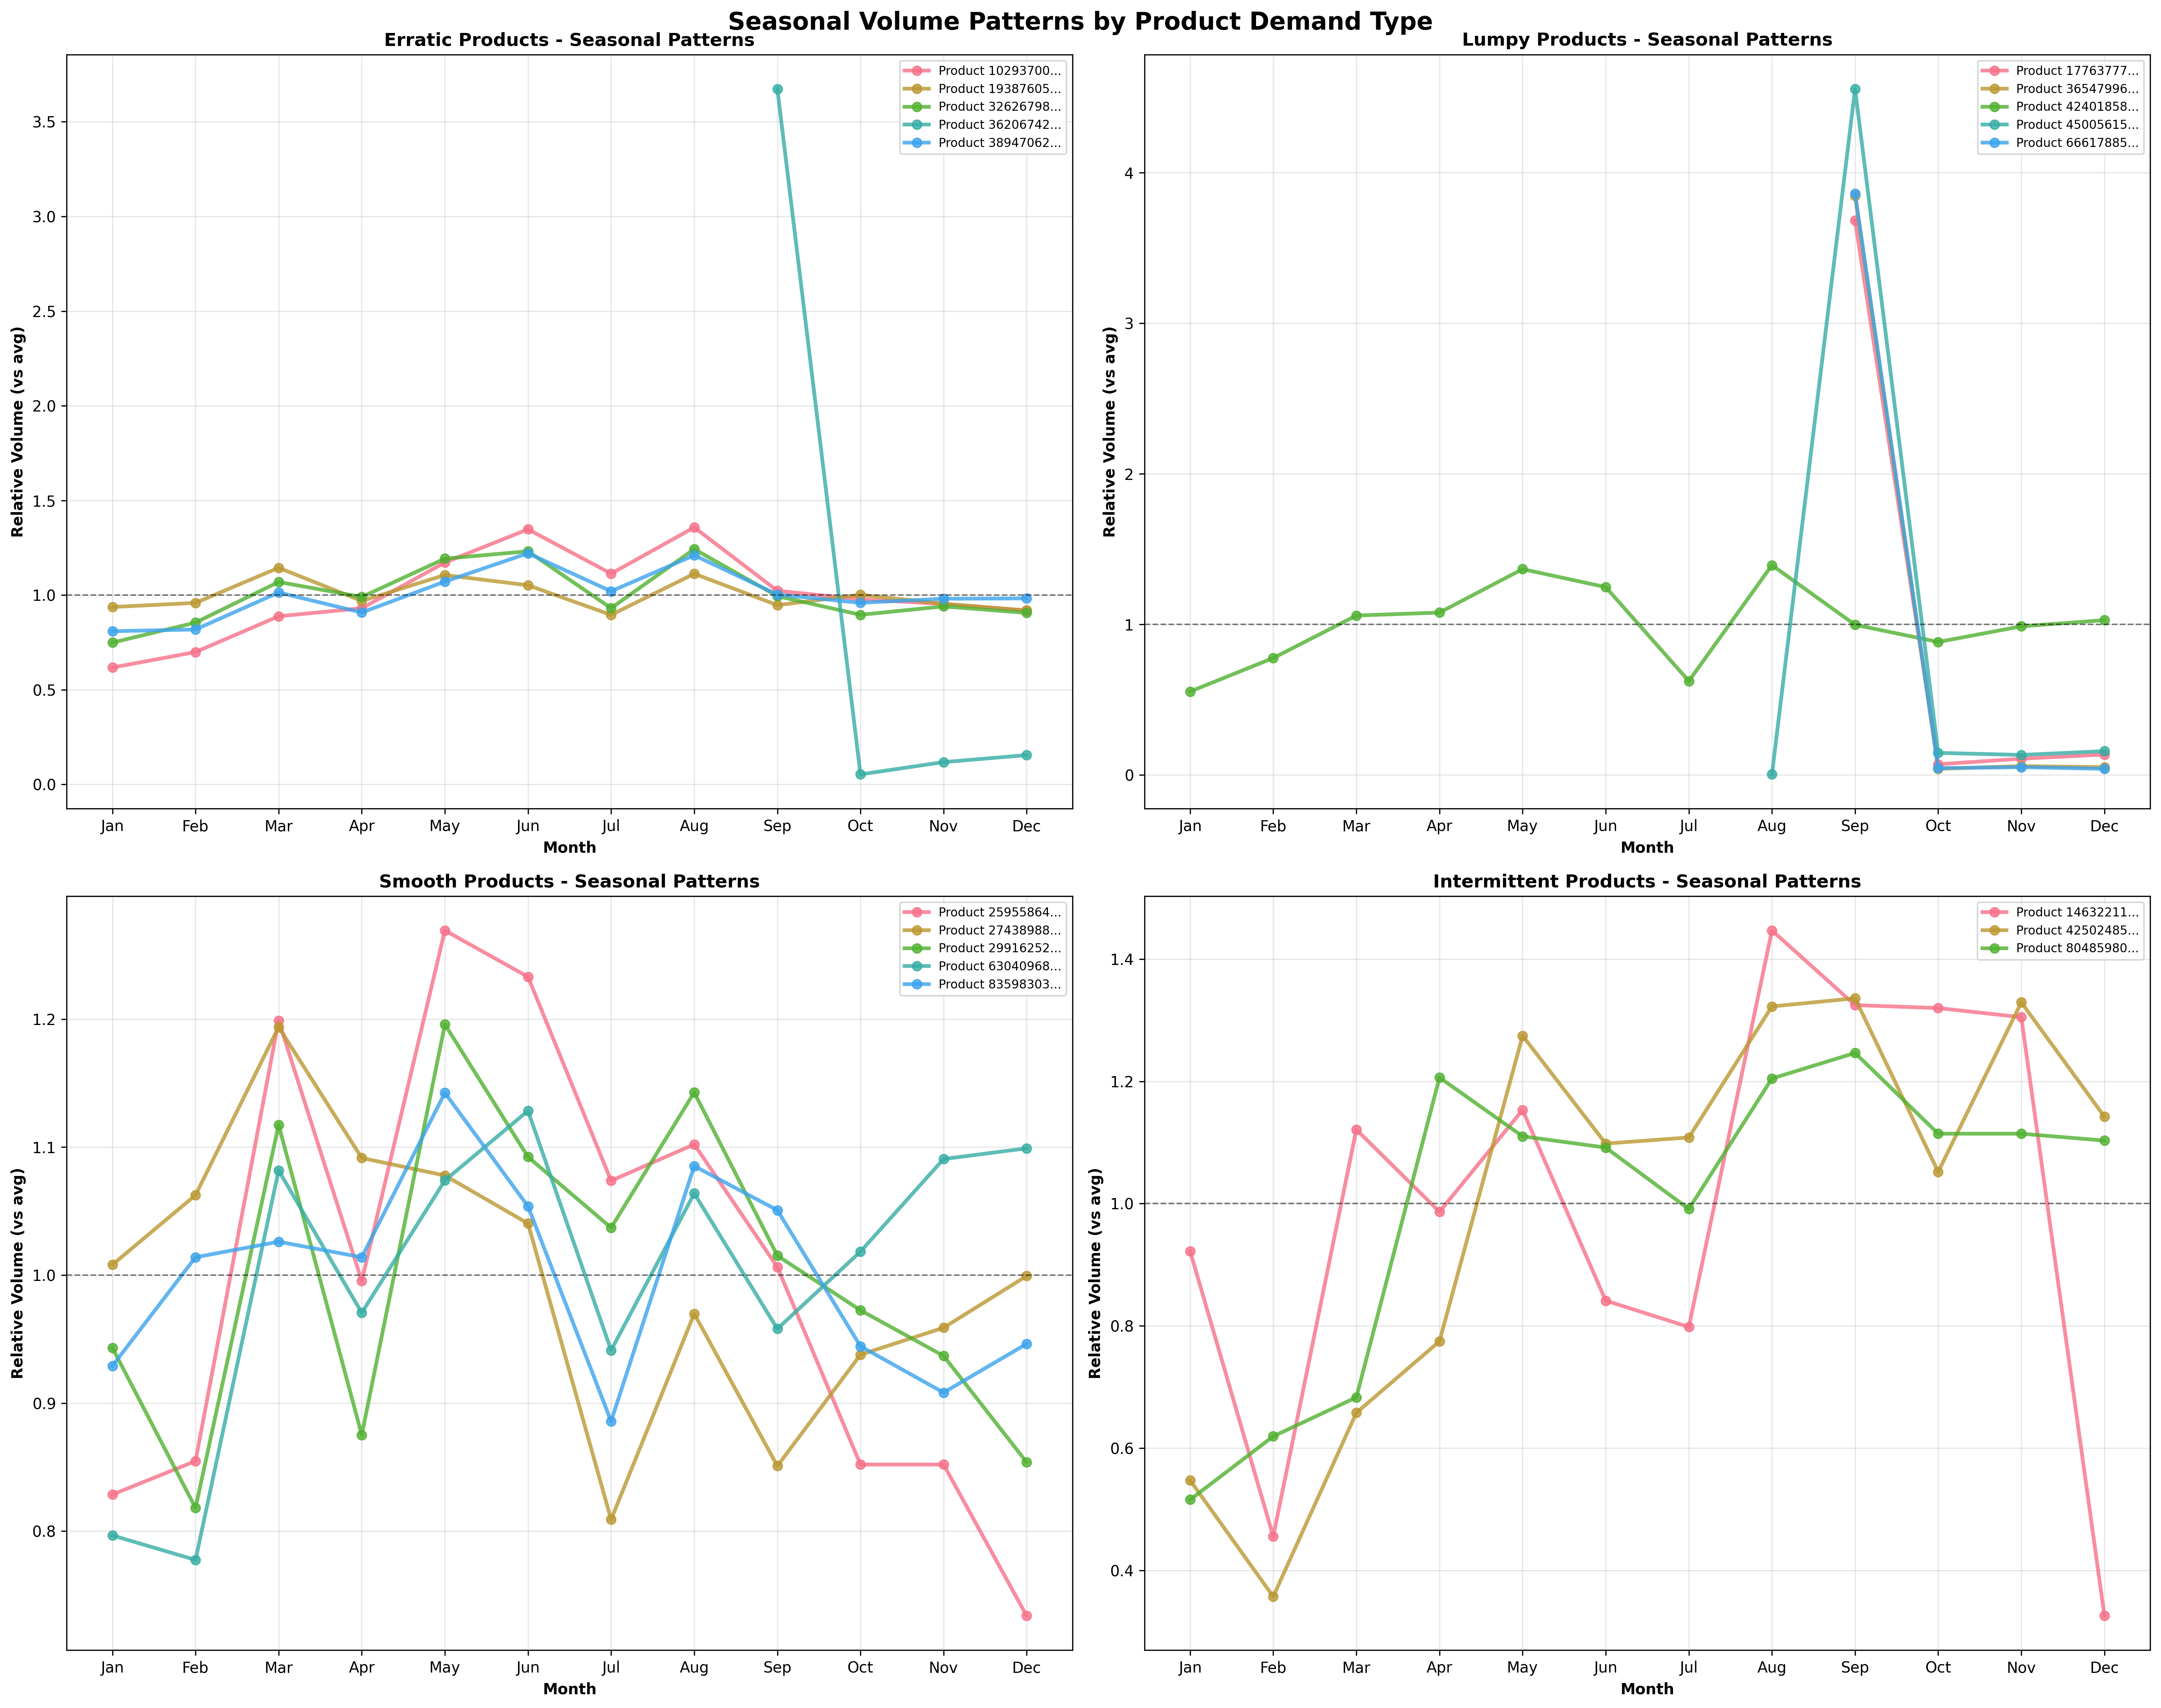 Seasonal Volume Patterns by Product Demand Type
Erratic Products - Seasonal Patterns
Relative Volume (vs avg)
3.5
3.0
2.5
2.0
1.5
1.0
0.5
0.0
Product 10293700...
Product 19387605...
Product 32626798...
Product 36206742...
Product 38947062...
Jan Feb Mar Apr May Jun Jul Aug Sep Oct Nov Dec
Month
Lumpy Products - Seasonal Patterns
Relative Volume (vs avg)
4
3
2
1
0
Product 17763777...
Product 36547996...
Product 42401858...
Product 45005615...
Product 66617885...
Jan Feb Mar Apr May Jun Jul Aug Sep Oct Nov Dec
Month
Smooth Products - Seasonal Patterns
Relative Volume (vs avg)
1.2
1.1
1.0
0.9
0.8
Product 25955864...
Product 27438988...
Product 29916252...
Product 63040968...
Product 83598303...
Jan Feb Mar Apr May Jun Jul Aug Sep Oct Nov Dec
Month
Intermittent Products - Seasonal Patterns
Relative Volume (vs avg)
1.4
1.2
1.0
0.8
0.6
0.4
Product 14632211...
Product 42502485...
Product 80485980...
Jan Feb Mar Apr May Jun Jul Aug Sep Oct Nov Dec
Month